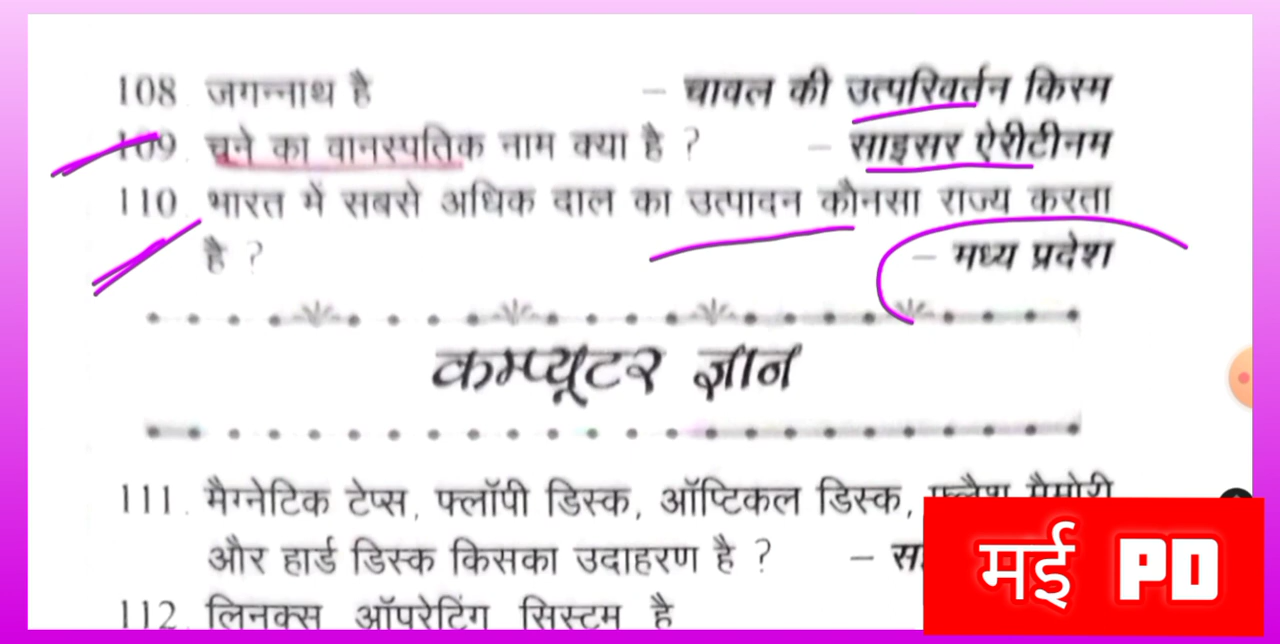 108. जगन्नाथ है – चावल की उत्परिवर्तन किस्म
109. चने का वानस्पतिक नाम क्या है ? – साइसर ऐरीटीनम
110. भारत में सबसे अधिक दाल का उत्पादन कौनसा राज्य करता
है ? – मध्य प्रदेश
कम्प्यूटर ज्ञान
111. मैग्नेटिक टेप्स, फ्लॉपी डिस्क, ऑप्टिकल डिस्क, फ्लैश मैमोरी
और हार्ड डिस्क किसका उदाहरण है ? –
112. लिनक्स ऑपरेटिंग सिस्टम है
मई PD